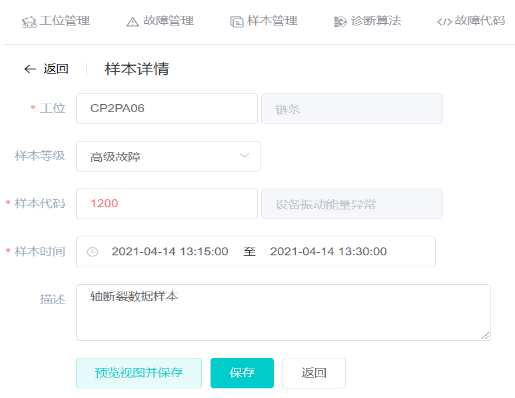 工位管理 故障管理 样本管理 诊断算法 </>故障代码
← 返回 样本详情
* 工位 CP2PA06 链条
样本等级 高级故障
* 样本代码 1200 设备振动能量异常
* 样本时间 2021-04-14 13:15:00 至 2021-04-14 13:30:00
描述 轴断裂数据样本
预览视图并保存 保存 返回